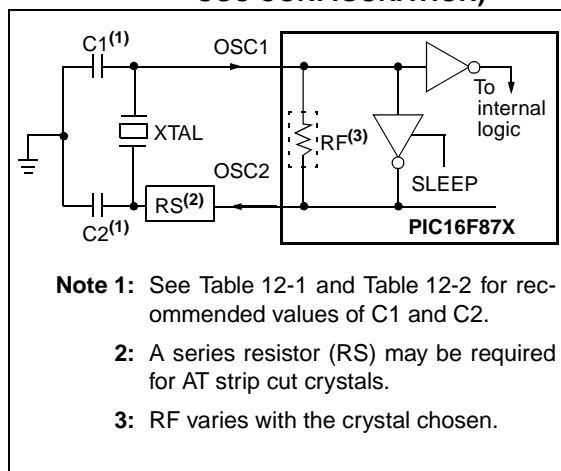 C1(1)
OSC1
To
internal
logic
XTAL
RF(3)
OSC2
SLEEP
C2(1)
RS(2)
PIC16F87X
Note 1: See Table 12-1 and Table 12-2 for rec-
ommended values of C1 and C2.
2: A series resistor (RS) may be required
for AT strip cut crystals.
3: RF varies with the crystal chosen.